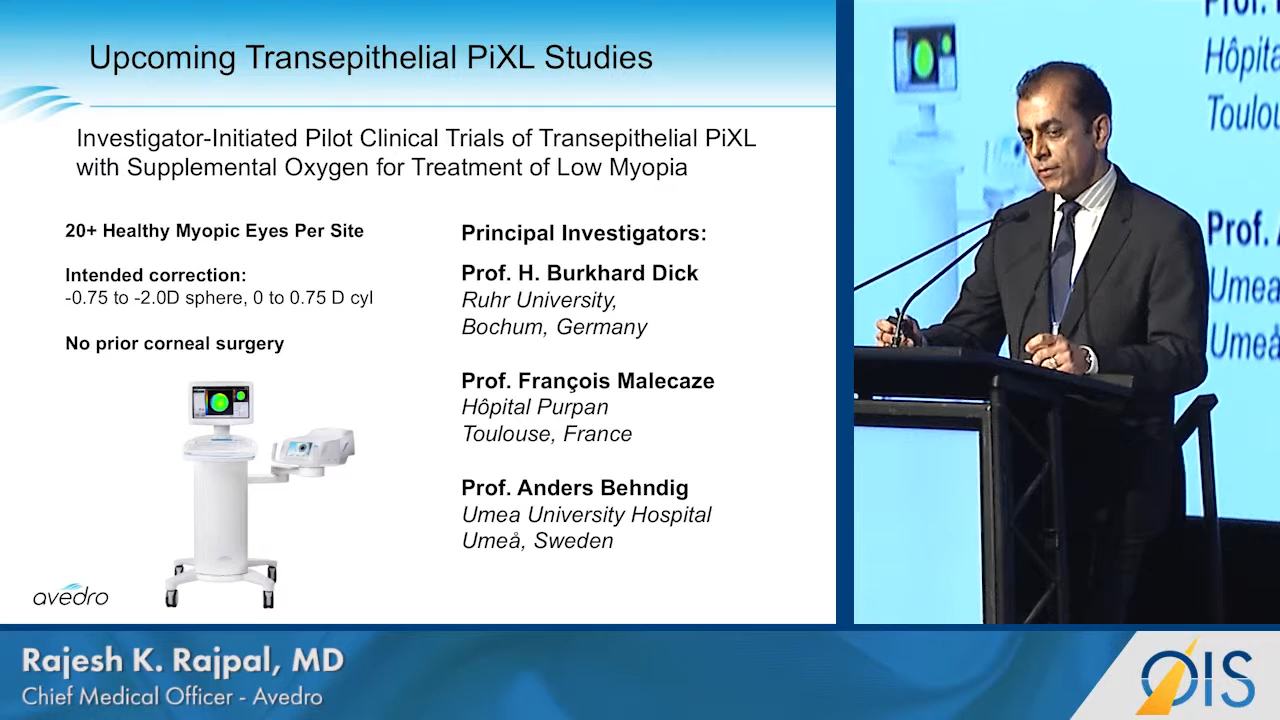 Upcoming Transepithelial PiXL Studies
Investigator-Initiated Pilot Clinical Trials of Transepithelial PiXL
with Supplemental Oxygen for Treatment of Low Myopia
20+ Healthy Myopic Eyes Per Site
Intended correction:
-0.75 to -2.0D sphere, 0 to 0.75 D cyl
No prior corneal surgery
Principal Investigators:
Prof. H. Burkhard Dick
Ruhr University,
Bochum, Germany
Prof. François Malecaze
Hôpital Purpan
Toulouse, France
Prof. Anders Behndig
Umea University Hospital
Umeå, Sweden
avedro
Prof.
Hôpita
Toulou
Prof.
Umea
Umeå
Rajesh K. Rajpal, MD
Chief Medical Officer - Avedro
OIS